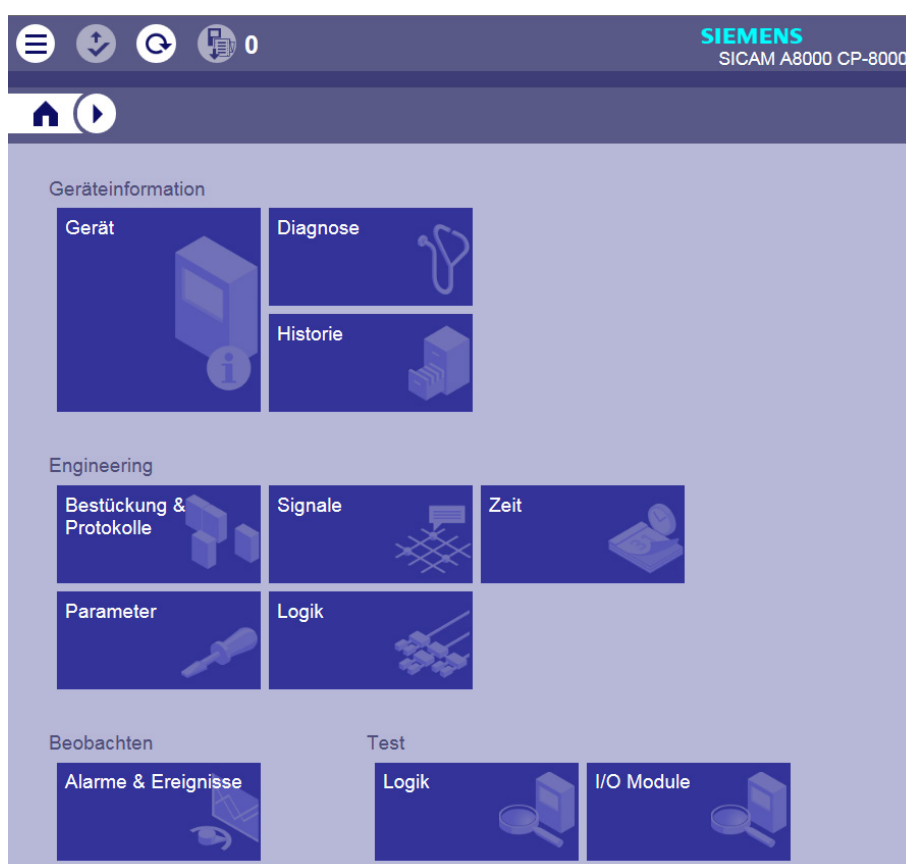 0
SIEMENS
SICAM A8000 CP-8000
Geräteinformation
Gerät
Diagnose
Historie
Engineering
Bestückung &
Protokolle
Signale
Zeit
Parameter
Logik
Beobachten
Test
Alarme & Ereignisse
Logik
I/O Module